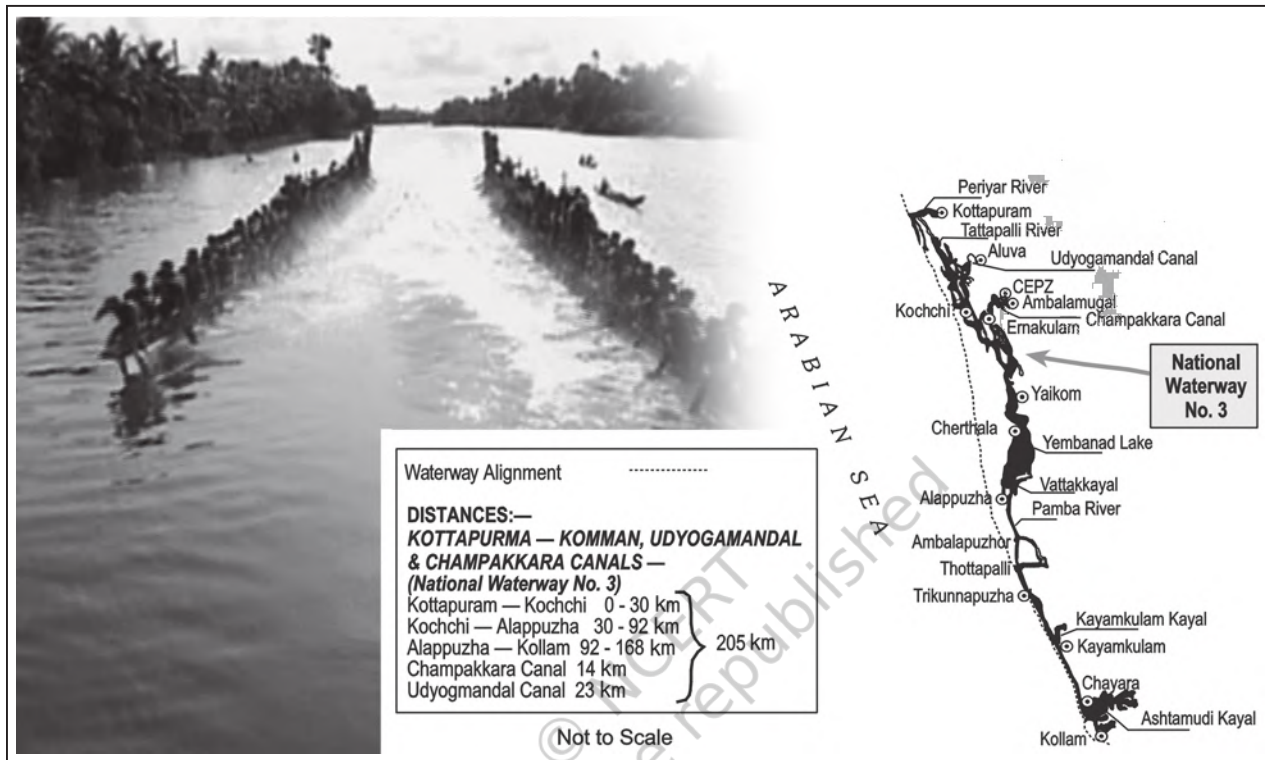 Periyar River
Kottapuram
Tattapalli River
Aluva
Udyogamandal Canal
CEPZ
Ambalamugal
Kochchi
Ernakulam
Champakkara Canal
National
Waterway
No. 3
ARABIAN SEA
Yaikom
Cherthala
Yembanad Lake
Vattakkayal
Alappuzha
Pamba River
Ambalapuzhor
Thottapalli
Trikunnapuzha
Kayamkulam Kayal
Kayamkulam
Chayara
Ashtamudi Kayal
Kollam
Waterway Alignment
DISTANCES:—
KOTTAPURMA — KOMMAN, UDYOGAMANDAL
& CHAMPAKKARA CANALS —
(National Waterway No. 3)
Kottapuram — Kochchi 0 - 30 km
Kochchi — Alappuzha 30 - 92 km
Alappuzha — Kollam 92 - 168 km
Champakkara Canal 14 km
Udyogmandal Canal 23 km
205 km
Not to Scale
© NCERT
e republished